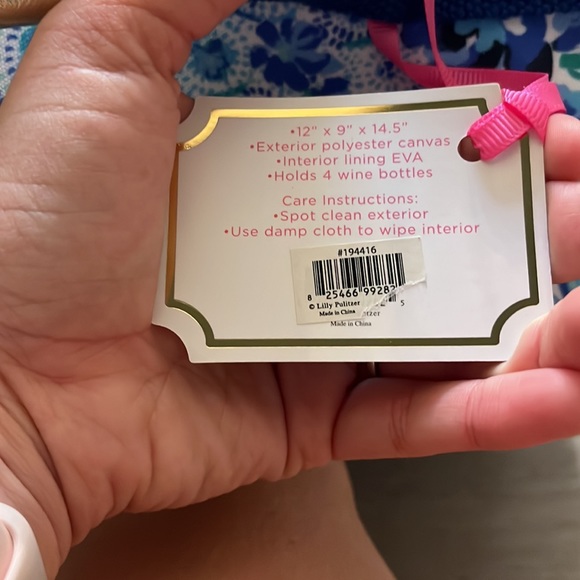 •12" x 9" x 14.5"
•Exterior polyester canvas
•Interior lining EVA
•Holds 4 wine bottles
Care Instructions:
•Spot clean exterior
•Use damp cloth to wipe interior
#194416
8 25466 99282 5
© Lilly Pulitzer
Made in China
Made in China